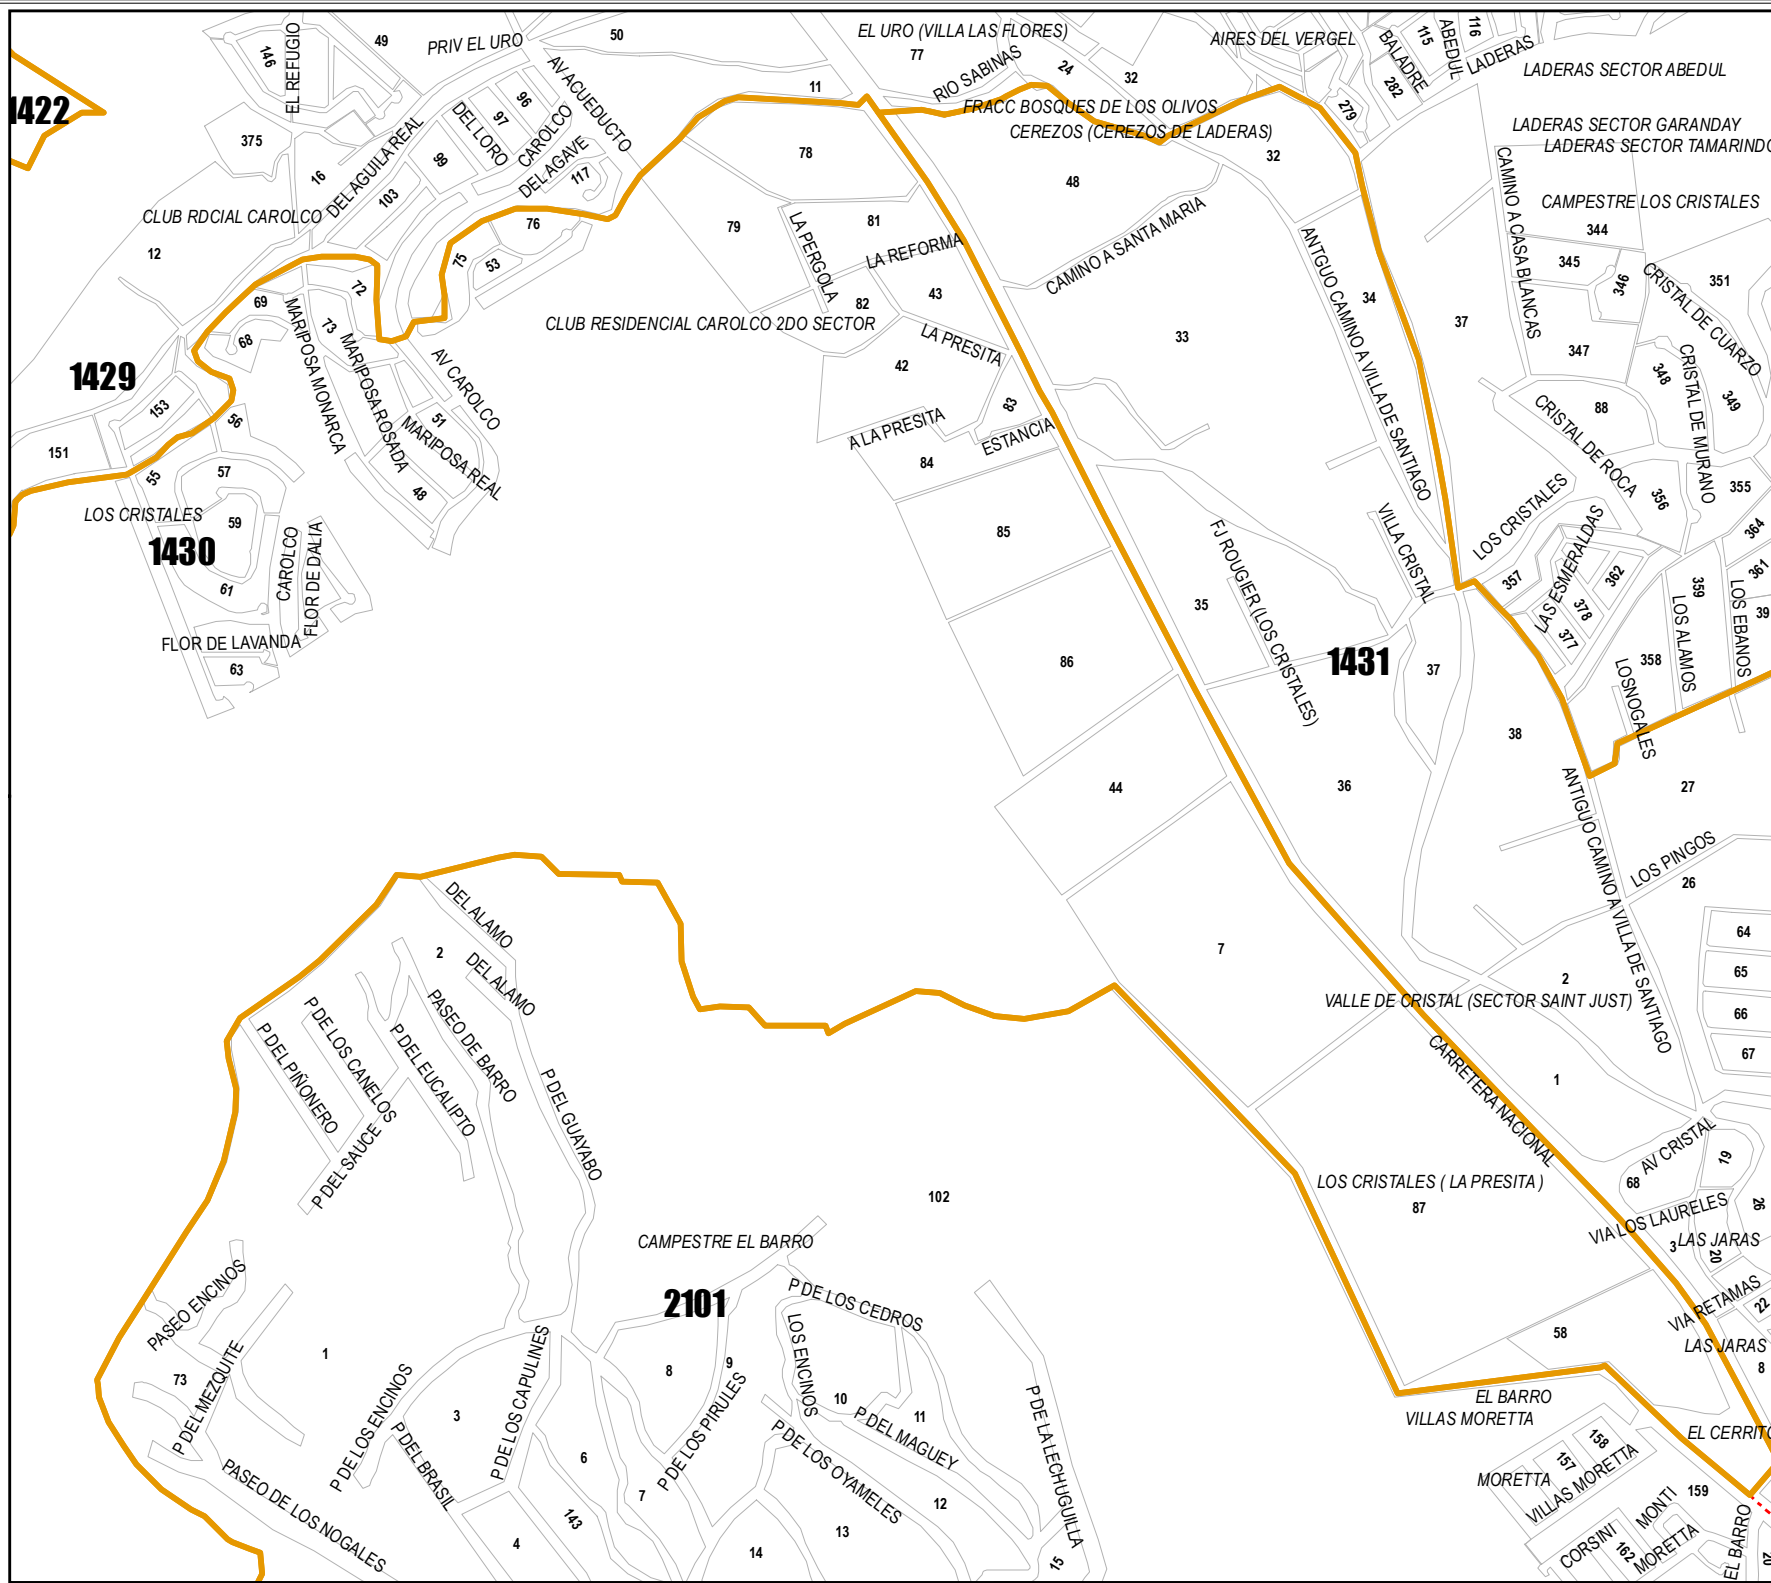 EL URO (VILLA LAS FLORES)
50
49
PRIV EL URO
77
146
EL REFUGIO
AIRES DEL VERGEL
BALADRE
115
ABEDUL
116
LADERAS
LADERAS SECTOR ABEDUL
AV ACUEDUCTO
RIO SABINAS
24
32
11
282
279
1422
96
97
DEL LORO
CAROLCO
FRACC BOSQUES DE LOS OLIVOS
CEREZOS (CEREZOS DE LADERAS)
LADERAS SECTOR GARANDAY
LADERAS SECTOR TAMARINDO
375
99
DEL AGAVE
117
78
32
16
DEL AGUILA REAL
103
48
CAMINO A CASA BLANCAS
CLUB RDCIAL CAROLCO
CAMPESTRE LOS CRISTALES
12
76
79
LA PERGOLA
81
LA REFORMA
CAMINO A SANTA MARIA
344
75
53
345
346
CRISTAL DE CUARZO
351
72
69
82
43
34
ANTGUO CAMINO A VILLA DE SANTIAGO
37
MARIPOSA MONARCA
73
MARIPOSA ROSADA
CLUB RESIDENCIAL CAROLCO 2DO SECTOR
LA PRESITA
33
68
347
348
CRISTAL DE MURANO
349
1429
AV CAROLCO
42
153
56
51
MARIPOSA REAL
A LA PRESITA
83
ESTANCIA
88
CRISTAL DE ROCA
151
55
57
48
84
LOS CRISTALES
356
355
LOS CRISTALES
59
85
VILLA CRISTAL
364
1430
CAROLCO
FLOR DE DALIA
FJ ROUGIER (LOS CRISTALES)
LAS ESMERALDAS
357
362
359
361
LOS EBANOS
61
35
378
LOS ALAMOS
39
377
FLOR DE LAVANDA
63
86
1431
37
358
LOSNOGALES
38
44
36
27
ANTIGUO CAMINO A VILLA DE SANTIAGO
LOS PINGOS
26
DEL ALAMO
64
2
DEL ALAMO
7
65
2
VALLE DE CRISTAL (SECTOR SAINT JUST)
66
P DE LOS CANELOS
P DEL PIÑONERO
P DEL EUCALIPTO
PASEO DE BARRO
67
CARRETERA NACIONAL
1
P DEL GUAYABO
P DEL SAUCE
AV CRISTAL
19
68
LOS CRISTALES ( LA PRESITA )
102
87
26
VIA LOS LAURELES
CAMPESTRE EL BARRO
3
LAS JARAS
20
PASEO ENCINOS
P DE LOS CEDROS
2101
VIA RETAMAS
22
58
LAS JARAS
8
P DEL MEZQUITE
1
73
P DE LOS CAPULINES
LOS ENCINOS
8
9
P DE LOS ENCINOS
P DE LOS PIRULES
10
EL BARRO
VILLAS MORETTA
3
11
P DEL MAGUEY
P DE LA LECHUGUILLA
P DEL BRASIL
EL CERRITO
158
157
6
P DE LOS OYAMELES
MORETTA
VILLAS MORETTA
PASEO DE LOS NOGALES
7
12
159
143
13
MONTI
CORSINI
162
MORETTA
EL BARRO
4
14
15
20